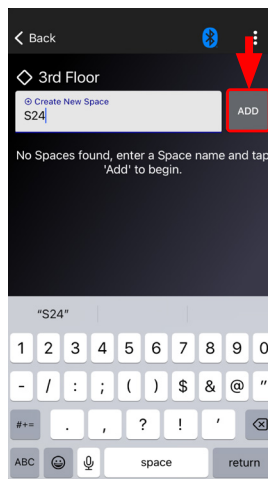 Back
3rd Floor
Create New Space
S24
ADD
No Spaces found, enter a Space name and tap
'Add' to begin.
“S24”
1 2 3 4 5 6 7 8 9 0
- / : ; ( ) $ & @ "
#+= . , ? ! '
ABC space return